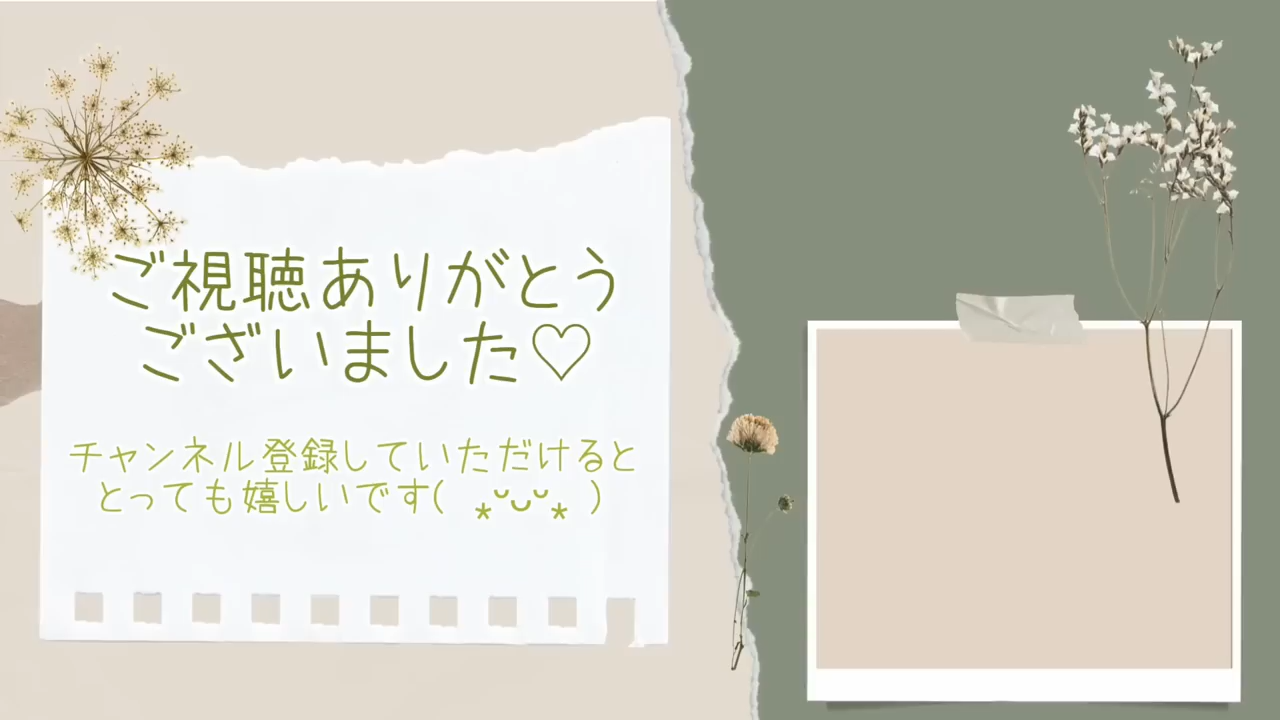 ご視聴ありがとう
ございました♡
チャンネル登録していただけると
とっても嬉しいです( ⁎ᵕᴗᵕ⁎ )